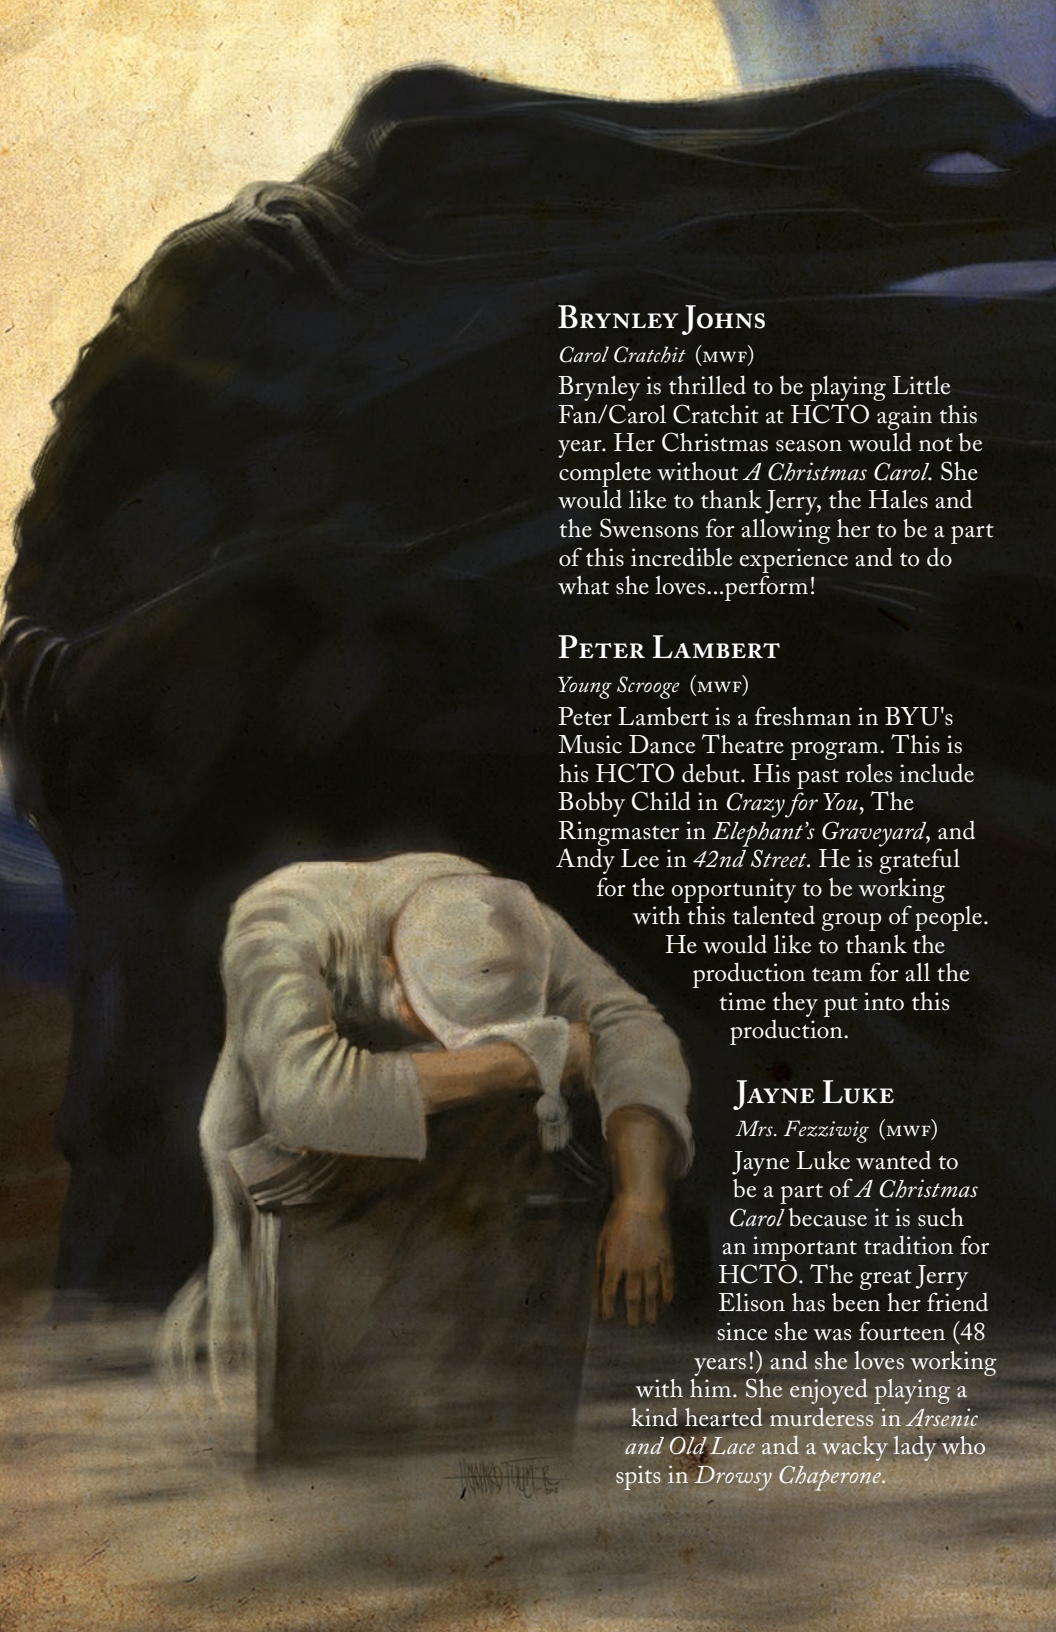 Brynley Johns
Carol Cratchit (MWF)
Brynley is thrilled to be playing Little
Fan/Carol Cratchit at HCTO again this
year. Her Christmas season would not be
complete without A Christmas Carol. She
would like to thank Jerry, the Hales and
the Swensons for allowing her to be a part
of this incredible experience and to do
what she loves...perform!
Peter Lambert
Young Scrooge (MWF)
Peter Lambert is a freshman in BYU's
Music Dance Theatre program. This is
his HCTO debut. His past roles include
Bobby Child in Crazy for You, The
Ringmaster in Elephant’s Graveyard, and
Andy Lee in 42nd Street. He is grateful
for the opportunity to be working
with this talented group of people.
He would like to thank the
production team for all the
time they put into this
production.
Jayne Luke
Mrs. Fezziwig (MWF)
Jayne Luke wanted to
be a part of A Christmas
Carol because it is such
an important tradition for
HCTO. The great Jerry
Elison has been her friend
since she was fourteen (48
years!) and she loves working
with him. She enjoyed playing a
kind hearted murderess in Arsenic
and Old Lace and a wacky lady who
spits in Drowsy Chaperone.